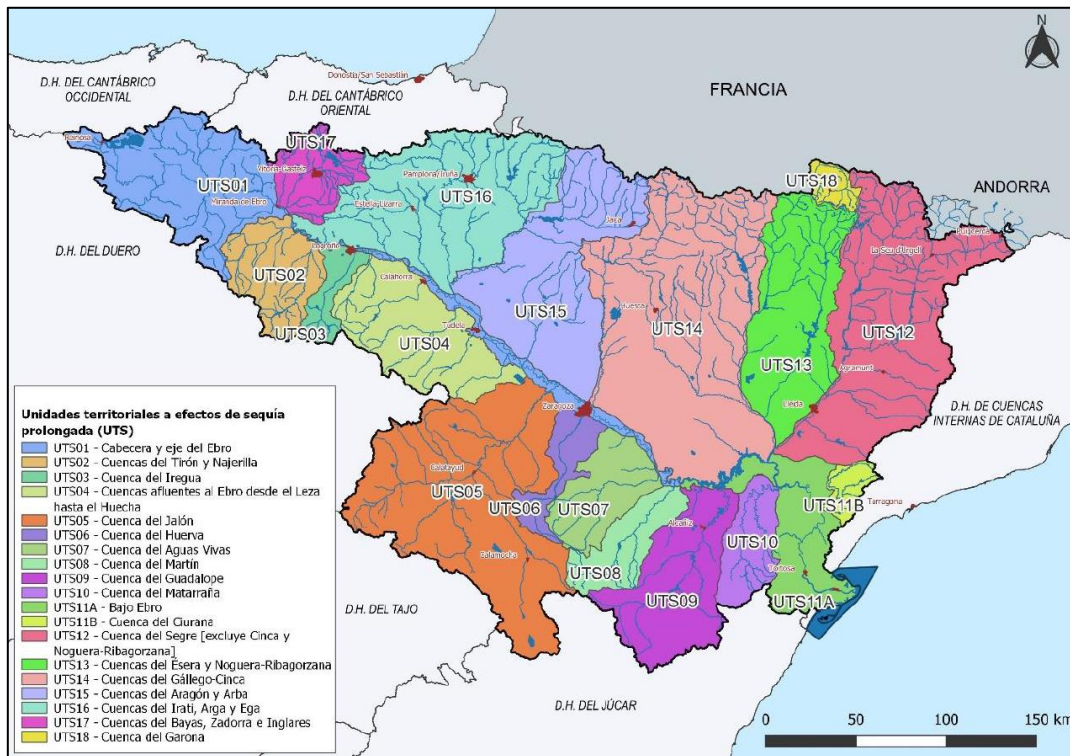 N
Donostia/San Sebastián
D.H. DEL CANTÁBRICO
OCCIDENTAL
D.H. DEL CANTÁBRICO
ORIENTAL
FRANCIA
ANDORRA
Reinosa
UTS17
Vitoria-Gasteiz
UTS01
Miranda de Ebro
Pamplona/Iruña
UTS16
Estella/Lizarra
UTS18
Puigcerdà
La Seu d'Urgell
D.H. DEL DUERO
Logroño
Jaca
UTS02
Calahorra
UTS03
UTS04
Tudela
UTS15
Huesca
UTS14
UTS12
UTS13
Agramunt
Lleida
D.H. DE CUENCAS
INTERNAS DE CATALUÑA
Zaragoza
Calatayud
UTS05
UTS06
UTS07
Alcañiz
UTS10
UTS11B
Tarragona
Calamocha
UTS08
UTS09
Tortosa
UTS11A
D.H. DEL TAJO
D.H. DEL JÚCAR
Unidades territoriales a efectos de sequía
prolongada (UTS)
UTS01 - Cabecera y eje del Ebro
UTS02 - Cuencas del Tirón y Najerilla
UTS03 - Cuenca del Iregua
UTS04 - Cuencas afluentes al Ebro desde el Leza
hasta el Huecha
UTS05 - Cuenca del Jalón
UTS06 - Cuenca del Huerva
UTS07 - Cuenca del Aguas Vivas
UTS08 - Cuenca del Martín
UTS09 - Cuenca del Guadalope
UTS10 - Cuenca del Matarraña
UTS11A - Bajo Ebro
UTS11B - Cuenca del Ciurana
UTS12 - Cuenca del Segre [excluye Cinca y
Noguera-Ribagorzana]
UTS13 - Cuencas del Ésera y Noguera-Ribagorzana
UTS14 - Cuencas del Gállego-Cinca
UTS15 - Cuencas del Aragón y Arba
UTS16 - Cuencas del Irati, Arga y Ega
UTS17 - Cuencas del Bayas, Zadorra e Inglares
UTS18 - Cuenca del Garona
0 50 100 150 km